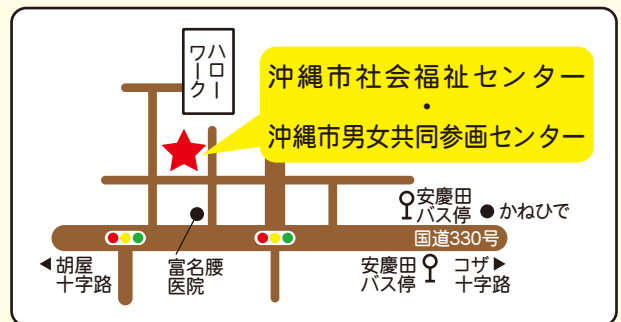 ハロー
ワーク
沖縄市社会福祉センター
・
沖縄市男女共同参画センター
安慶田
バス停
かねひで
国道330号
胡屋
十字路
富名腰
医院
安慶田
バス停
コザ
十字路